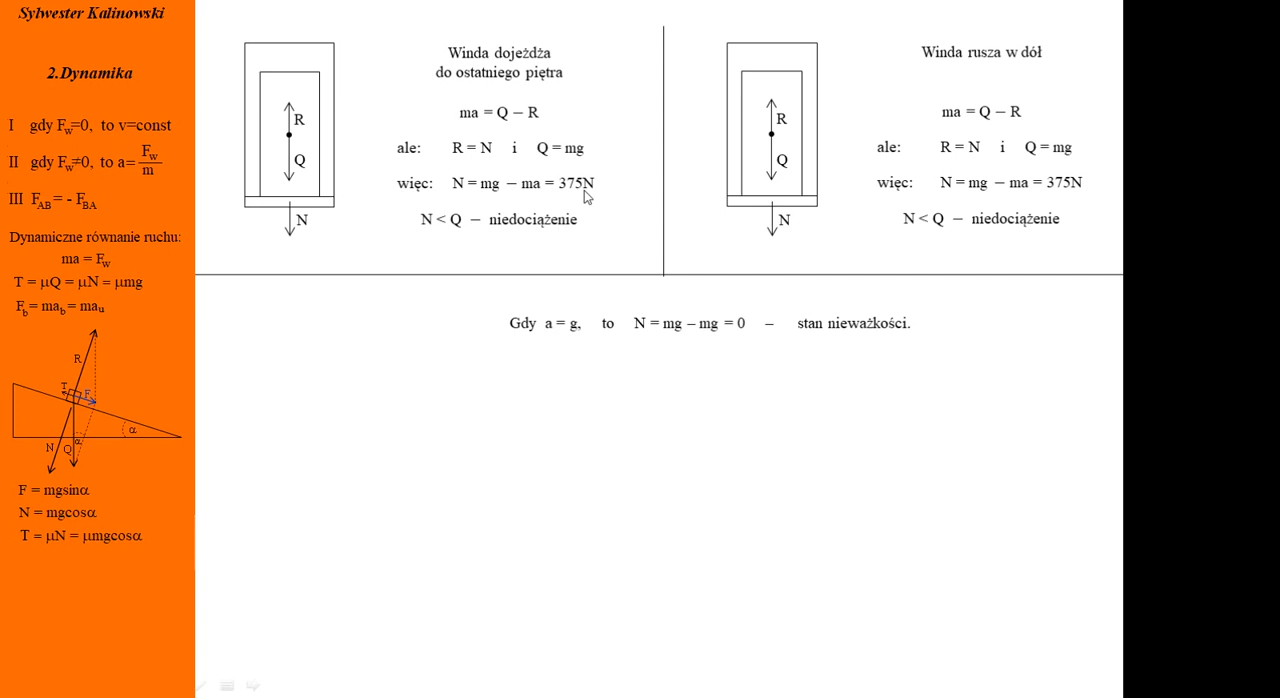 Sylwester Kalinowski
2.Dynamika
I gdy Fw=0, to v=const
II gdy Fw≠0, to a= Fw/m
III FAB = - FBA
Dynamiczne równanie ruchu:
ma = Fw
T = μQ = μN = μmg
Fb = mab = mau
R
T
F
α
N
Q
α
F = mgsinα
N = mgcosα
T = μN = μmgcosα
Winda dojeżdża
do ostatniego piętra
R
Q
N
ma = Q – R
ale: R = N i Q = mg
więc: N = mg – ma = 375N
N < Q – niedociążenie
Winda rusza w dół
R
Q
N
ma = Q – R
ale: R = N i Q = mg
więc: N = mg – ma = 375N
N < Q – niedociążenie
Gdy a = g, to N = mg – mg = 0 – stan nieważkości.